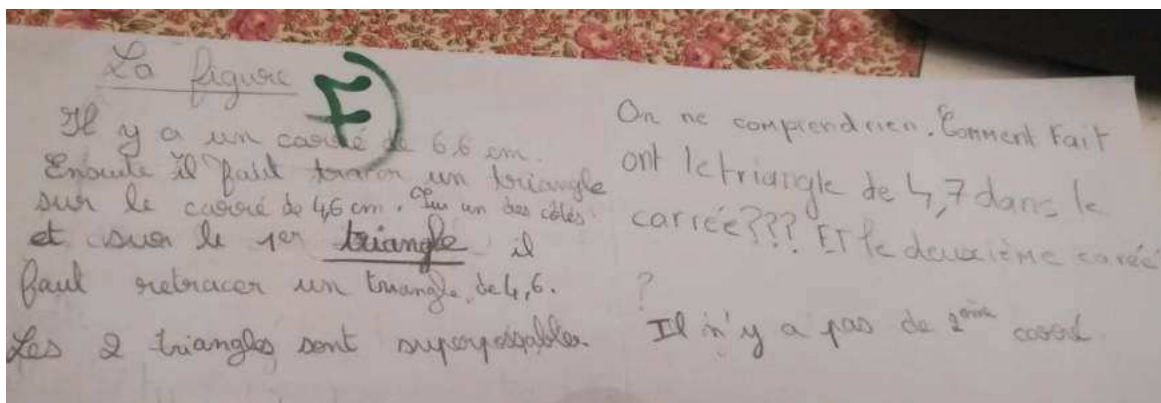 La figure
7
Il y a un carré de 6,6 cm.
Ensuite il faut tracer un triangle
sur le carré de 4,6 cm. Sur un des côtés
et sur le 1er triangle il
faut retracer un triangle de 4,6.
Les 2 triangles sont superposables.
On ne comprend rien. Comment Fait
ont le triangle de 4,7 dans le
carrée??? Et le deuxième carée
?
Il n'y a pas de 2ème carré